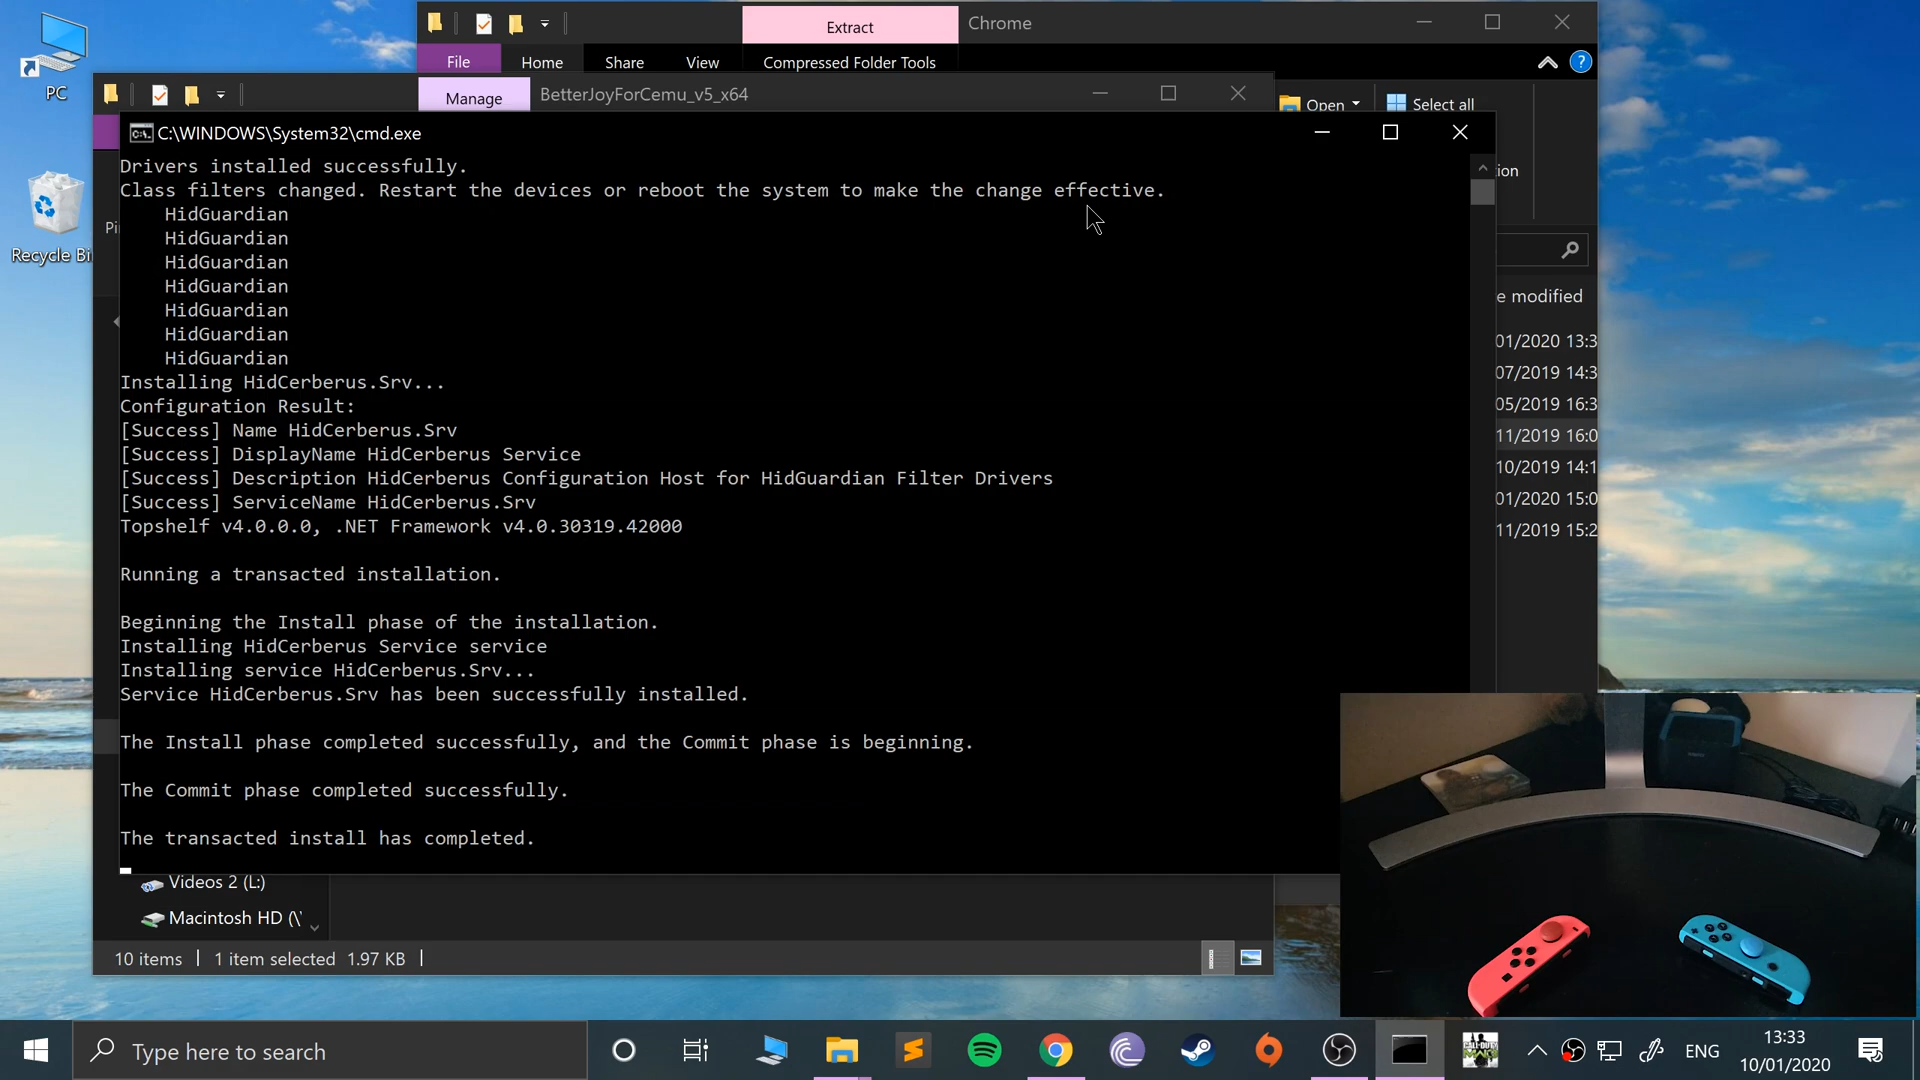 PC
Recycle Bi
Extract
Chrome
File
Home
Share
View
Compressed Folder Tools
Manage
BetterJoyForCemu_v5_x64
Open
Select all
C:\WINDOWS\System32\cmd.exe
Drivers installed successfully.
Class filters changed. Restart the devices or reboot the system to make the change effective.
HidGuardian
HidGuardian
HidGuardian
HidGuardian
HidGuardian
HidGuardian
HidGuardian
Installing HidCerberus.Srv...
Configuration Result:
[Success] Name HidCerberus.Srv
[Success] DisplayName HidCerberus Service
[Success] Description HidCerberus Configuration Host for HidGuardian Filter Drivers
[Success] ServiceName HidCerberus.Srv
Topshelf v4.0.0.0, .NET Framework v4.0.30319.42000
Running a transacted installation.
Beginning the Install phase of the installation.
Installing HidCerberus Service service
Installing service HidCerberus.Srv...
Service HidCerberus.Srv has been successfully installed.
The Install phase completed successfully, and the Commit phase is beginning.
The Commit phase completed successfully.
The transacted install has completed.
Pi
ion
e modified
01/2020 13:3
07/2019 14:3
05/2019 16:3
11/2019 16:0
10/2019 14:1
01/2020 15:0
11/2019 15:2
Videos 2 (L:)
Macintosh HD (\'
10 items
1 item selected 1.97 KB
Type here to search
ENG
13:33
10/01/2020